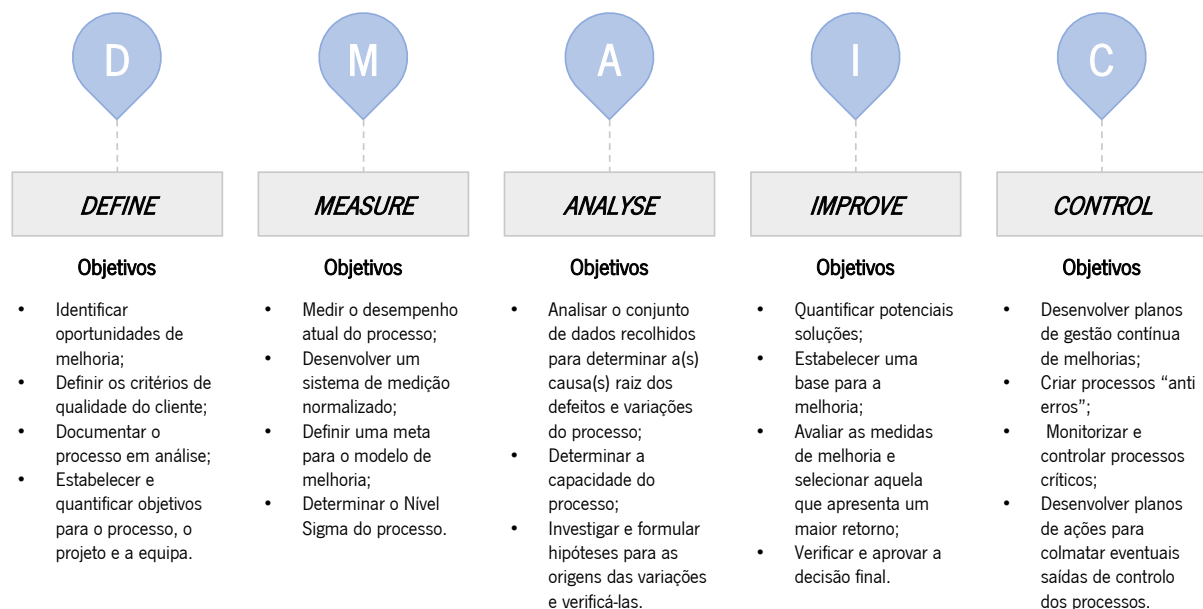 D
M
A
I
C
DEFINE
MEASURE
ANALYSE
IMPROVE
CONTROL
Objetivos
• Identificar
oportunidades de
melhoria;
• Definir os critérios de
qualidade do cliente;
• Documentar o
processo em análise;
• Estabelecer e
quantificar objetivos
para o processo, o
projeto e a equipa.
Objetivos
• Medir o desempenho
atual do processo;
• Desenvolver um
sistema de medição
normalizado;
• Definir uma meta
para o modelo de
melhoria;
• Determinar o Nível
Sigma do processo.
Objetivos
• Analisar o conjunto
de dados recolhidos
para determinar a(s)
causa(s) raiz dos
defeitos e variações
do processo;
• Determinar a
capacidade do
processo;
• Investigar e formular
hipóteses para as
origens das variações
e verificá-las.
Objetivos
• Quantificar potenciais
soluções;
• Estabelecer uma
base para a
melhoria;
• Avaliar as medidas
de melhoria e
selecionar aquela
que apresenta um
maior retorno;
• Verificar e aprovar a
decisão final.
Objetivos
• Desenvolver planos
de gestão contínua
de melhorias;
• Criar processos “anti
erros”;
• Monitorizar e
controlar processos
críticos;
• Desenvolver planos
de ações para
colmatar eventuais
saídas de controlo
dos processos.